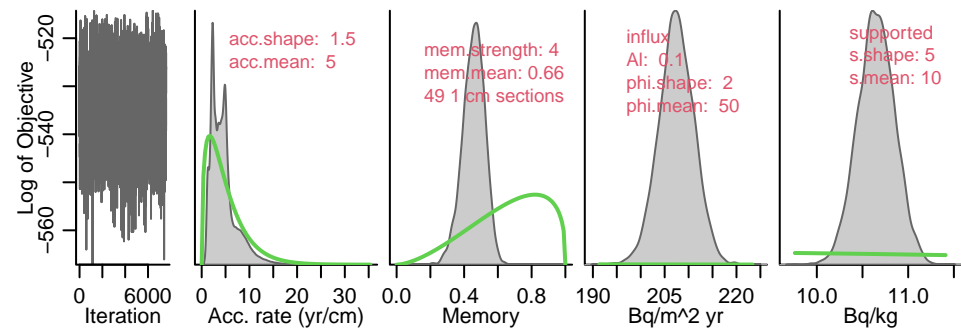 Log of Objective
−520
−540
−560
0
6000
Iteration
acc.shape: 1.5
acc.mean: 5
0
10
20
30
Acc. rate (yr/cm)
mem.strength: 4
mem.mean: 0.66
49 1 cm sections
0.0
0.4
0.8
Memory
influx
Al: 0.1
phi.shape: 2
phi.mean: 50
190
205
220
Bq/m^2 yr
supported
s.shape: 5
s.mean: 10
10.0
11.0
Bq/kg